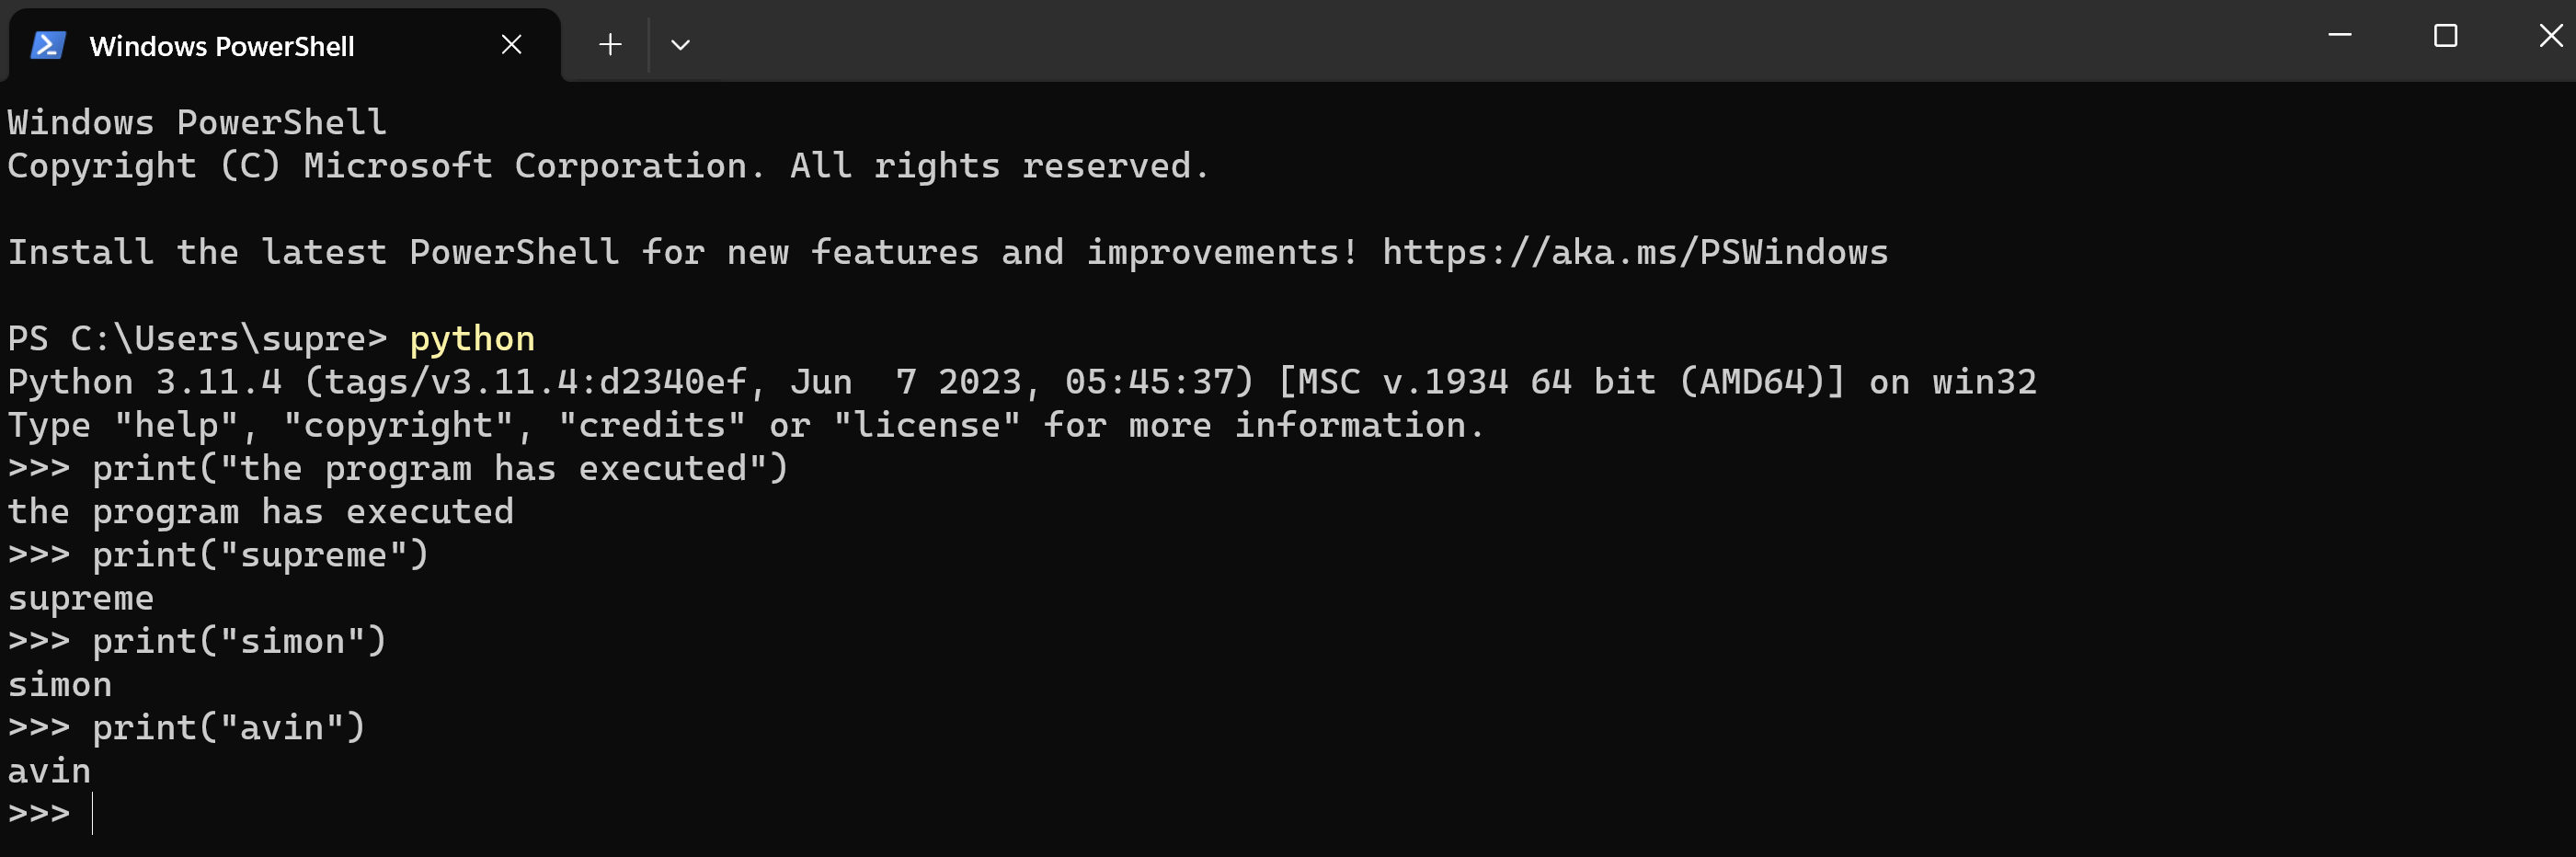 Windows PowerShell
Windows PowerShell
Copyright (C) Microsoft Corporation. All rights reserved.
Install the latest PowerShell for new features and improvements! https://aka.ms/PSWindows
PS C:\Users\supre> python
Python 3.11.4 (tags/v3.11.4:d2340ef, Jun  7 2023, 05:45:37) [MSC v.1934 64 bit (AMD64)] on win32
Type "help", "copyright", "credits" or "license" for more information.
>>> print("the program has executed")
the program has executed
>>> print("supreme")
supreme
>>> print("simon")
simon
>>> print("avin")
avin
>>>